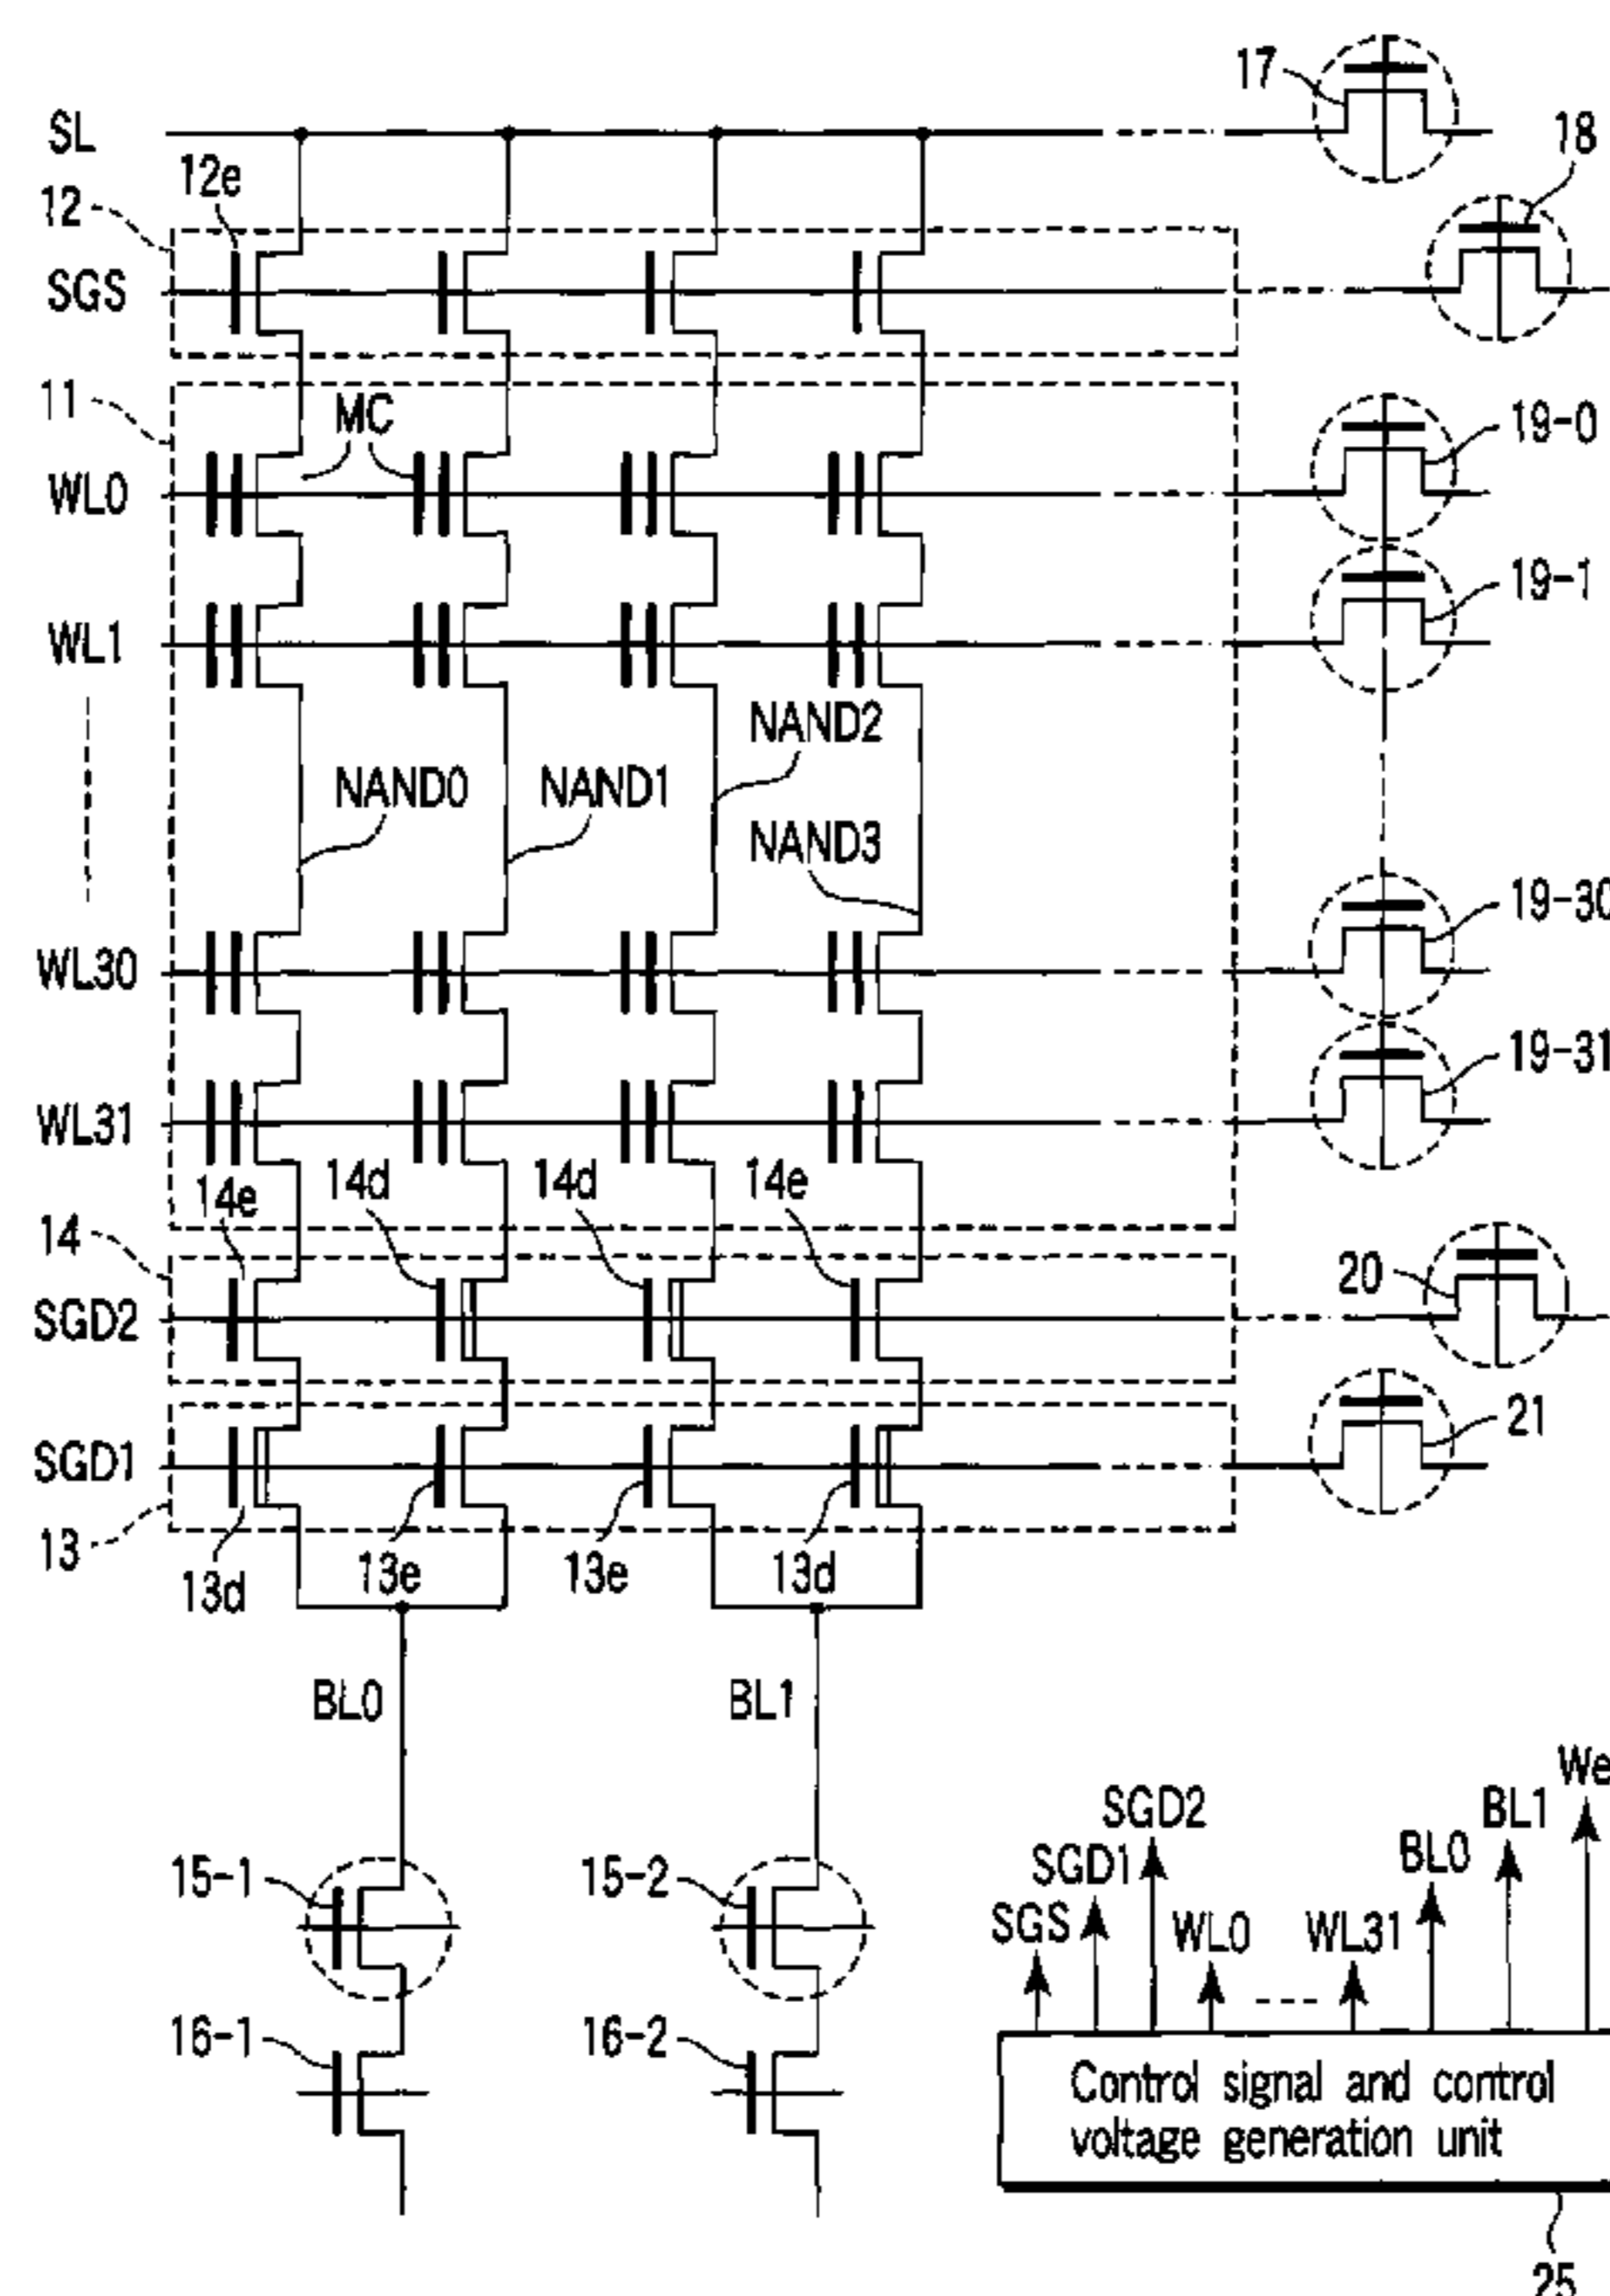 17
SL
18
12e
12
SGS
11
MC
19-0
WL0
19-1
WL1
NAND2
NAND0
NAND1
NAND3
19-30
WL30
19-31
WL31
14e
14d
14d
14e
14
20
SGD2
21
SGD1
13
13d
13e
13e
13d
BL0
BL1
We
SGD2
BL1
15-1
15-2
SGD1
BL0
SGS
WL0
WL31
16-1
16-2
Control signal and control
voltage generation unit
25